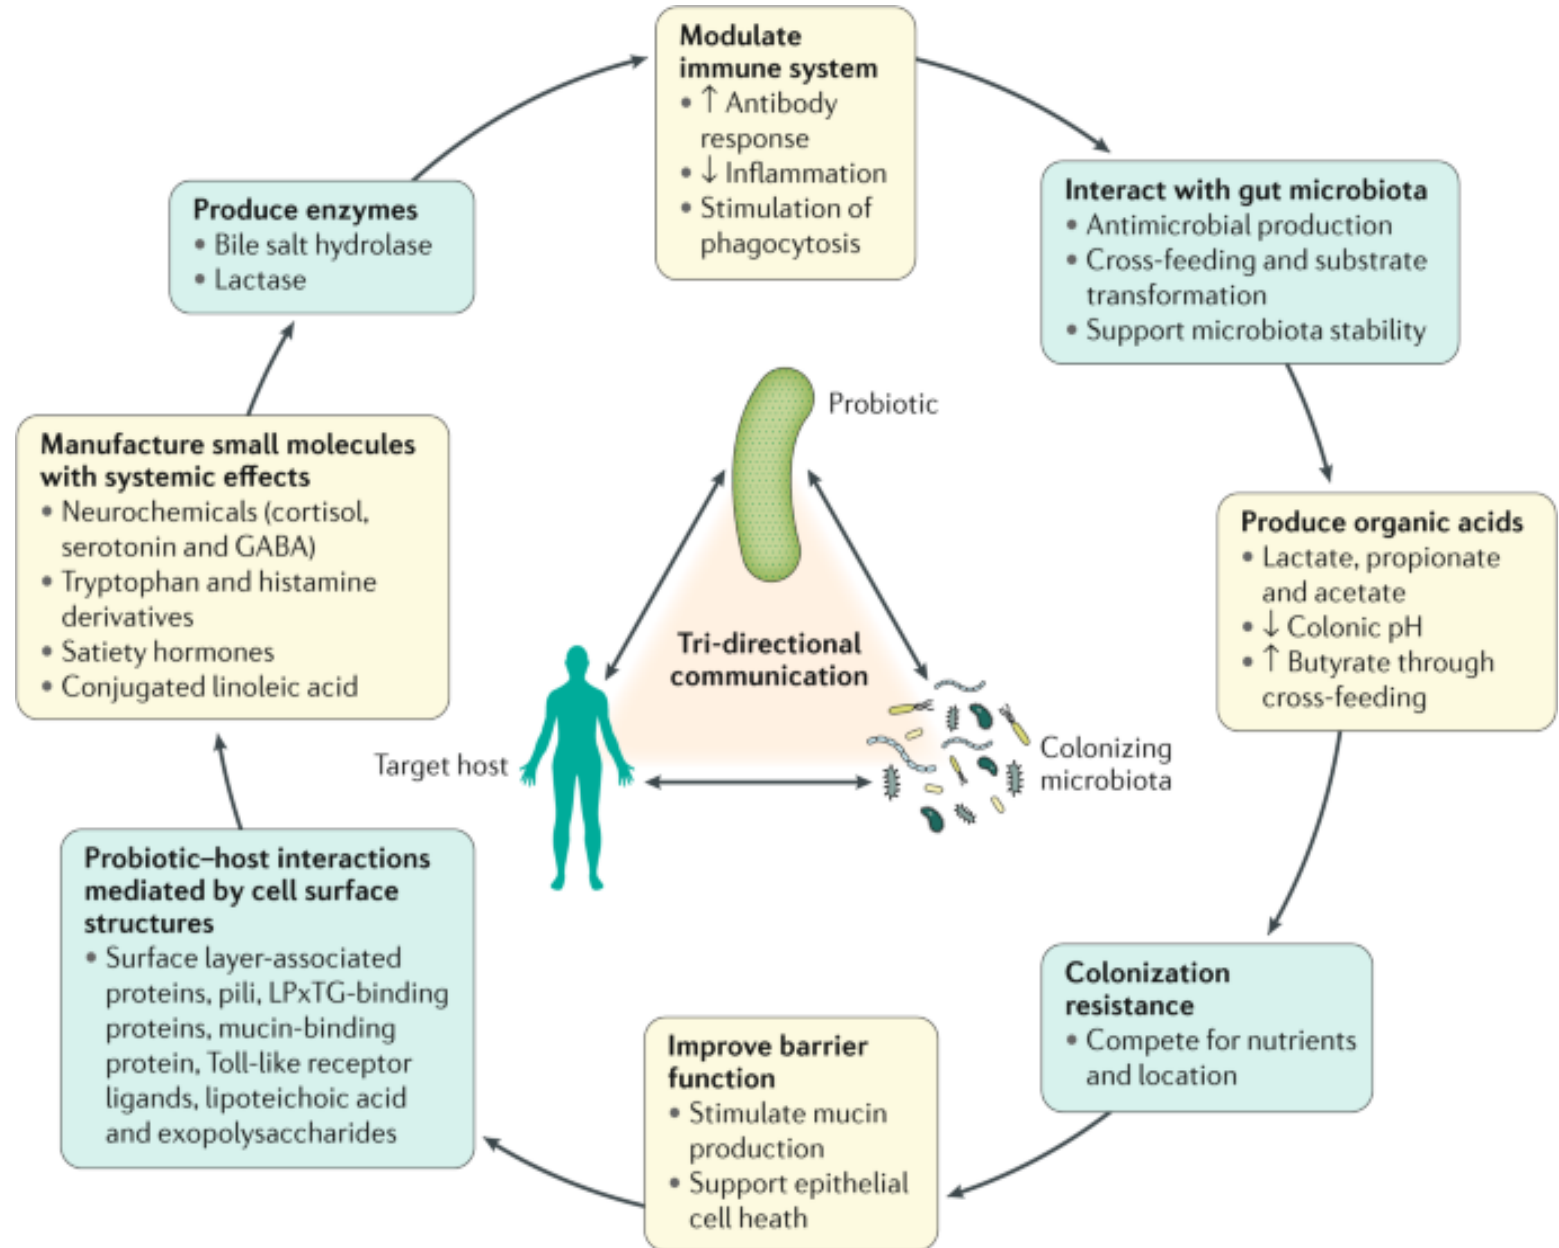 Modulate
immune system
• ↑ Antibody
response
• ↓ Inflammation
• Stimulation of
phagocytosis
Interact with gut microbiota
• Antimicrobial production
• Cross-feeding and substrate
transformation
• Support microbiota stability
Produce organic acids
• Lactate, propionate
and acetate
• ↓ Colonic pH
• ↑ Butyrate through
cross-feeding
Colonization
resistance
• Compete for nutrients
and location
Improve barrier
function
• Stimulate mucin
production
• Support epithelial
cell heath
Probiotic–host interactions
mediated by cell surface
structures
• Surface layer-associated
proteins, pili, LPxTG-binding
proteins, mucin-binding
protein, Toll-like receptor
ligands, lipoteichoic acid
and exopolysaccharides
Manufacture small molecules
with systemic effects
• Neurochemicals (cortisol,
serotonin and GABA)
• Tryptophan and histamine
derivatives
• Satiety hormones
• Conjugated linoleic acid
Produce enzymes
• Bile salt hydrolase
• Lactase
Probiotic
Tri-directional
communication
Target host
Colonizing
microbiota